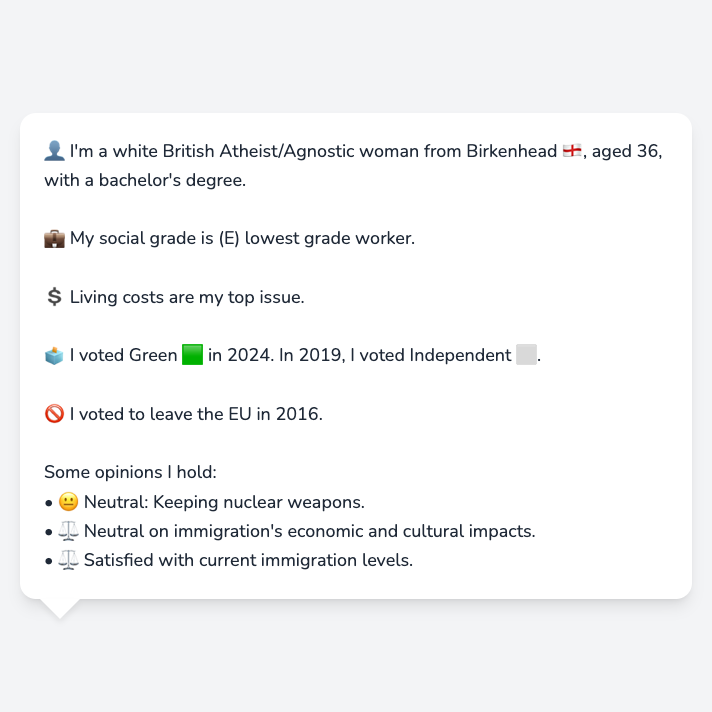 👤 I'm a white British Atheist/Agnostic woman from Birkenhead 🏴󠁧󠁢󠁥󠁮󠁧󠁿, aged 36,
with a bachelor's degree.
💼 My social grade is (E) lowest grade worker.
💲 Living costs are my top issue.
🗳️ I voted Green 🟩 in 2024. In 2019, I voted Independent ⬜.
🚫 I voted to leave the EU in 2016.
Some opinions I hold:
• 😐 Neutral: Keeping nuclear weapons.
• ⚖️ Neutral on immigration's economic and cultural impacts.
• ⚖️ Satisfied with current immigration levels.